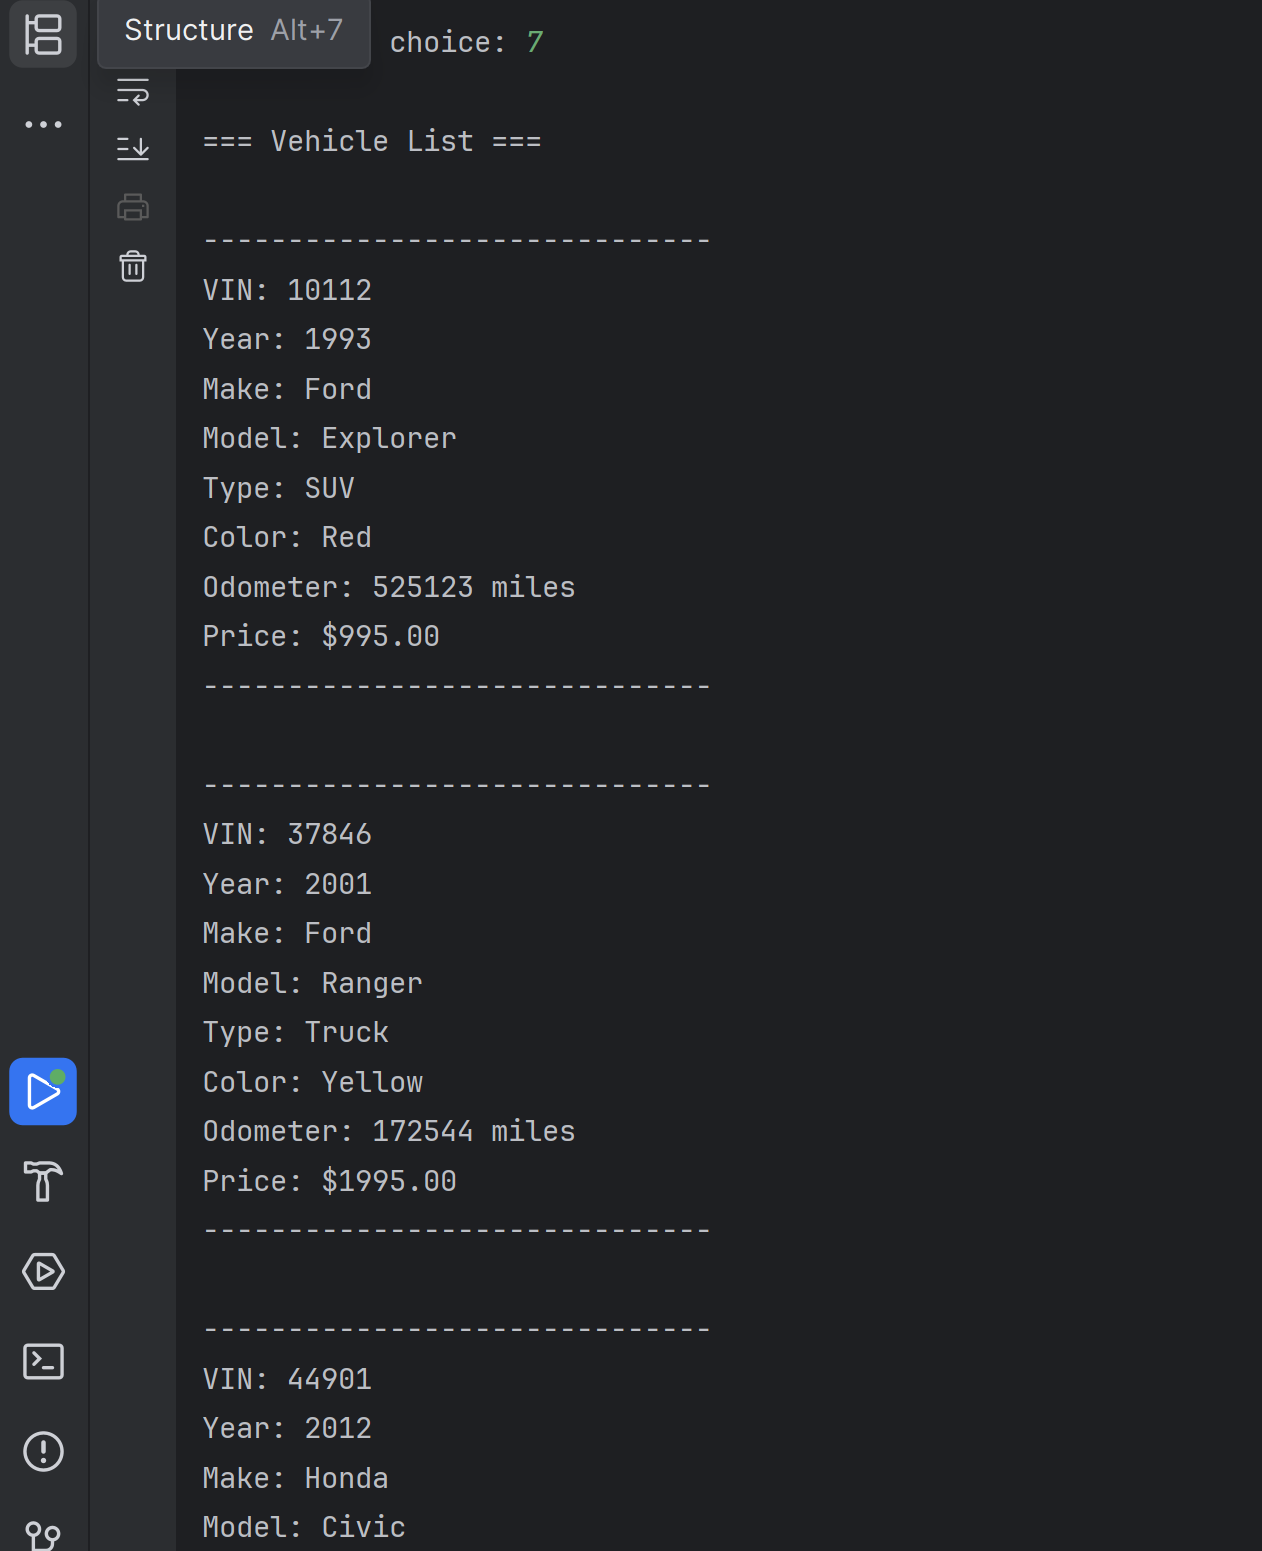 Structure Alt+7
choice: 7
=== Vehicle List ===
------------------------------
VIN: 10112
Year: 1993
Make: Ford
Model: Explorer
Type: SUV
Color: Red
Odometer: 525123 miles
Price: $995.00
------------------------------
------------------------------
VIN: 37846
Year: 2001
Make: Ford
Model: Ranger
Type: Truck
Color: Yellow
Odometer: 172544 miles
Price: $1995.00
------------------------------
------------------------------
VIN: 44901
Year: 2012
Make: Honda
Model: Civic